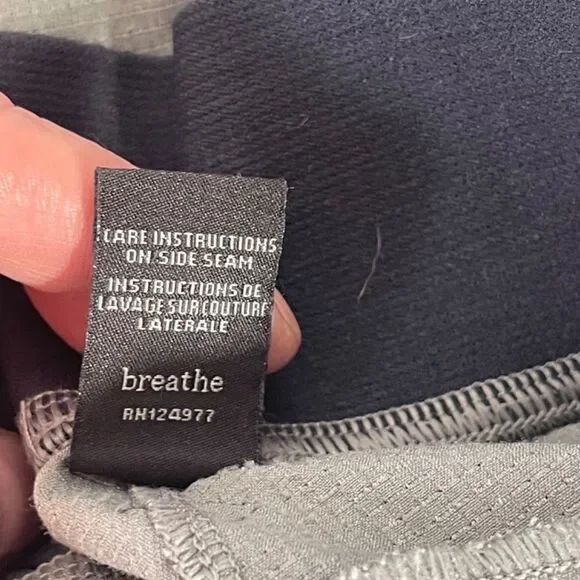 CARE INSTRUCTIONS
ON SIDE SEAM
INSTRUCTIONS DE
LAVAGE SUR COUTURE
LATERALE
breathe
RN124977